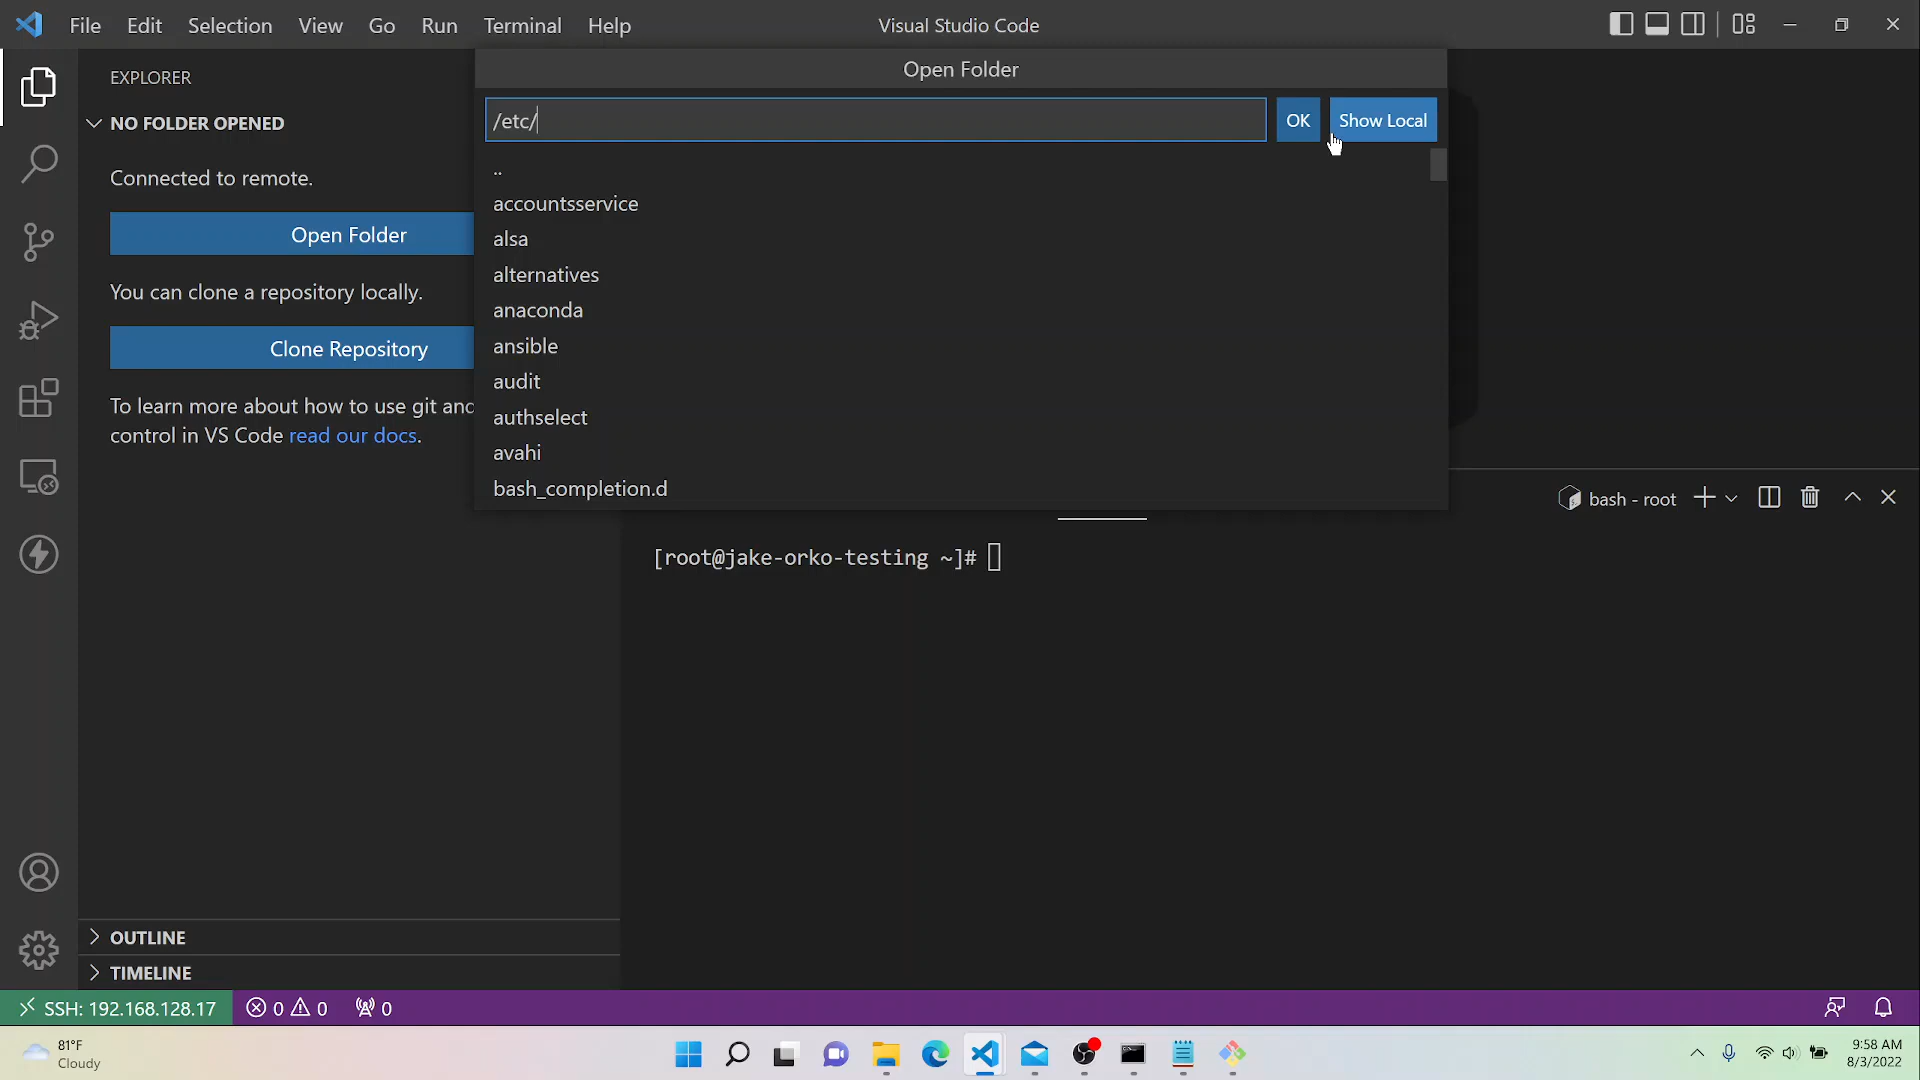 File Edit Selection View Go Run Terminal Help
Visual Studio Code
EXPLORER
NO FOLDER OPENED
Connected to remote.
Open Folder
You can clone a repository locally.
Clone Repository
To learn more about how to use git and
control in VS Code read our docs.
OUTLINE
TIMELINE
Open Folder
/etc/
OK
Show Local
..
accountsservice
alsa
alternatives
anaconda
ansible
audit
authselect
avahi
bash_completion.d
bash - root
[root@jake-orko-testing ~]#
SSH: 192.168.128.17
0 0 0
81°F
Cloudy
9:58 AM
8/3/2022